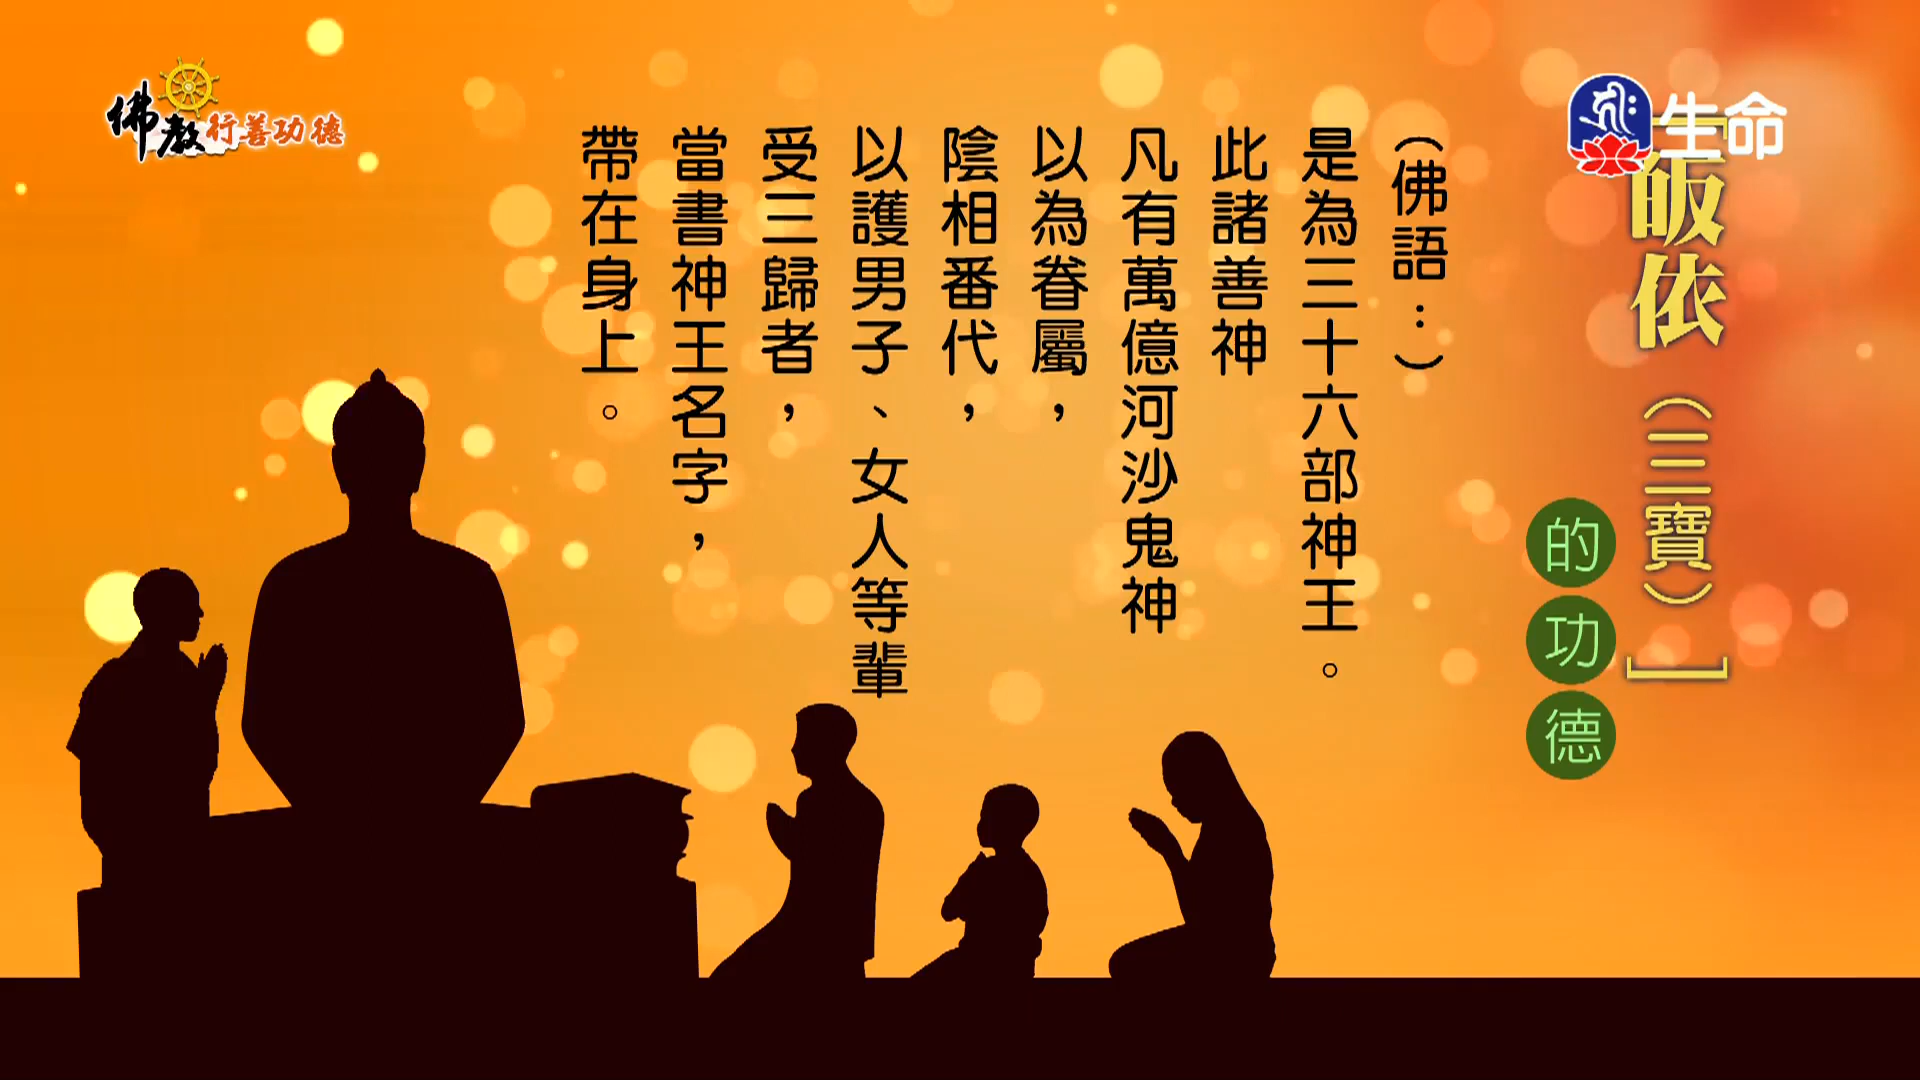 佛教行善功德
生命
[皈依(三寶)]
的功德
(佛語:)
是為三十六部神王。
此諸善神
凡有萬億河沙鬼神
以為眷屬,
陰相番代,
以護男子、女人等輩
受三歸者,
當書神王名字,
帶在身上。